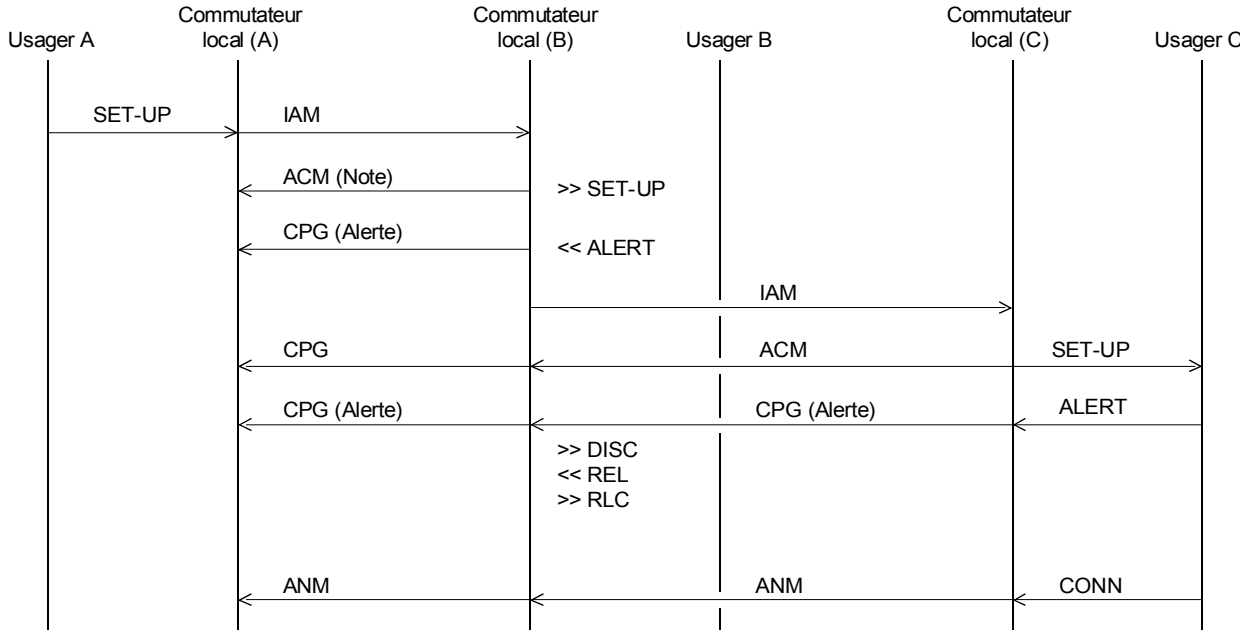 Commutateur
local (A)
Commutateur
local (B)
Commutateur
local (C)
Usager A
Usager B
Usager C
SET-UP
IAM
ACM (Note)
>> SET-UP
CPG (Alerte)
<< ALERT
IAM
CPG
ACM
SET-UP
CPG (Alerte)
CPG (Alerte)
ALERT
>> DISC
<< REL
>> RLC
ANM
ANM
CONN